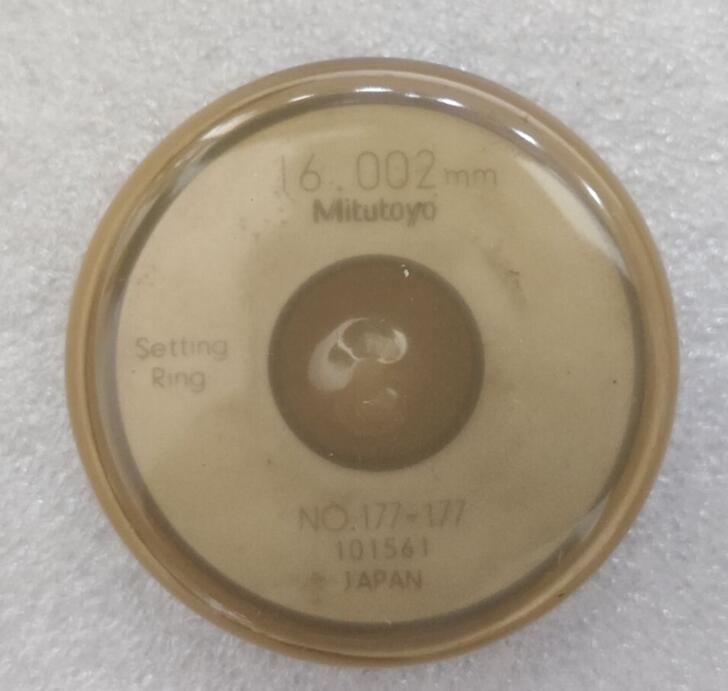 16.002mm
Mitutoyo
Setting
Ring
NO.177-177
101561
JAPAN